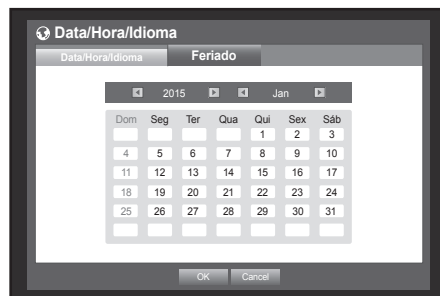 Data/Hora/Idioma
Data/Hora/Idioma Feriado
2015 Jan
Dom Seg Ter Qua Qui Sex Sáb
1 2 3
4 5 6 7 8 9 10
11 12 13 14 15 16 17
18 19 20 21 22 23 24
25 26 27 28 29 30 31
OK Cancel